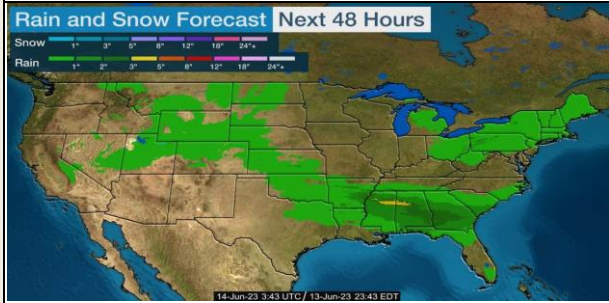 Rain and Snow Forecast Next 48 Hours
Snow
1" 3" 5" 8" 12" 18" 24"+
Rain
1" 2" 3" 5" 8" 12" 18" 24"+
14-Jun-23 3:43 UTC / 13-Jun-23 23:43 EDT